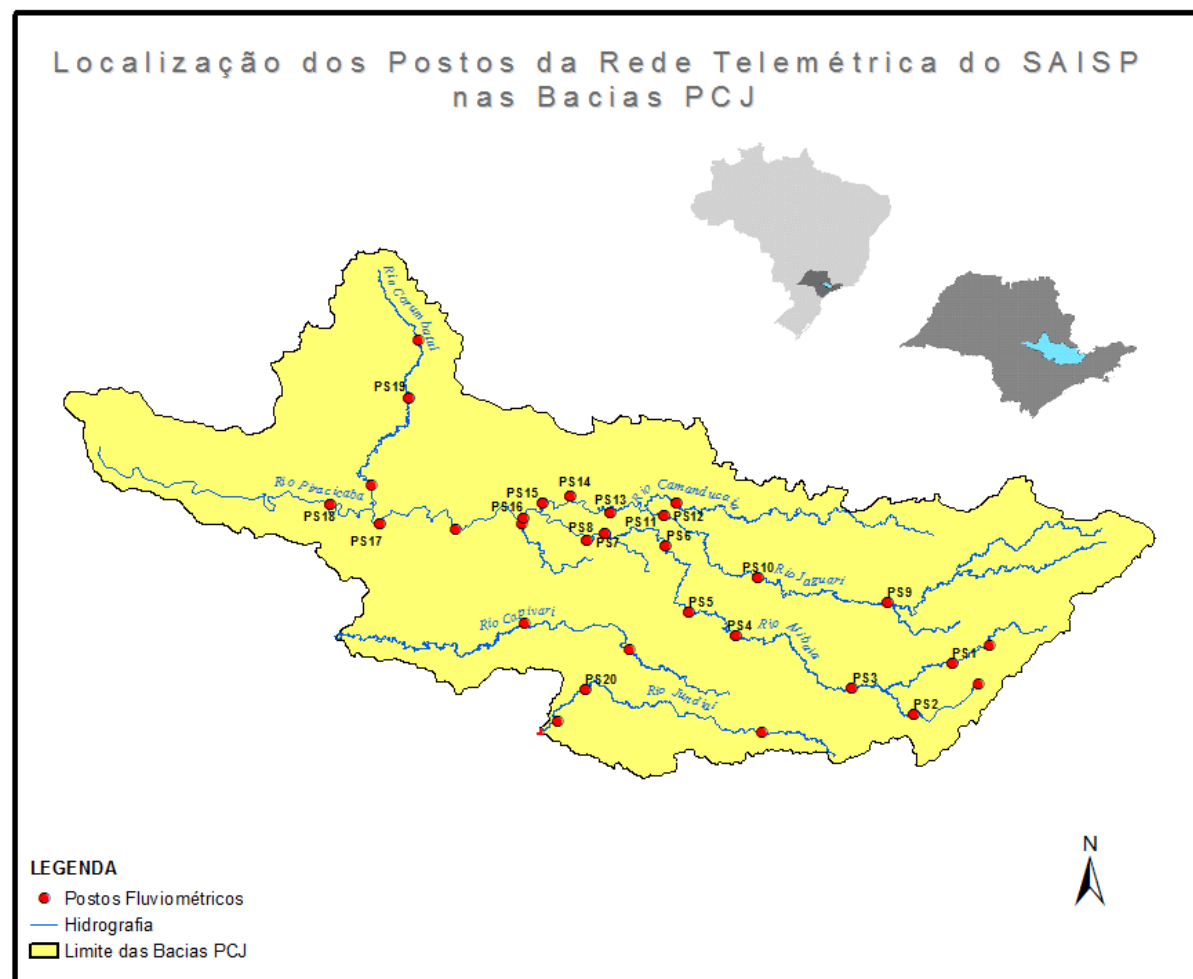 Localização dos Postos da Rede Telemétrica do SAISP
nas Bacias PCJ
Rio Corumbataí
PS19
Rio Piracicaba
PS18
PS17
PS16
PS15
PS14
PS13
Rio Camanducaia
PS12
PS11
PS8
PS7
PS6
PS10
Rio Jaguari
PS9
PS5
PS4
Rio Atibaia
PS3
PS1
PS2
Rio Capivari
PS20
Rio Jundiaí
N
LEGENDA
Postos Fluviométricos
Hidrografia
Limite das Bacias PCJ